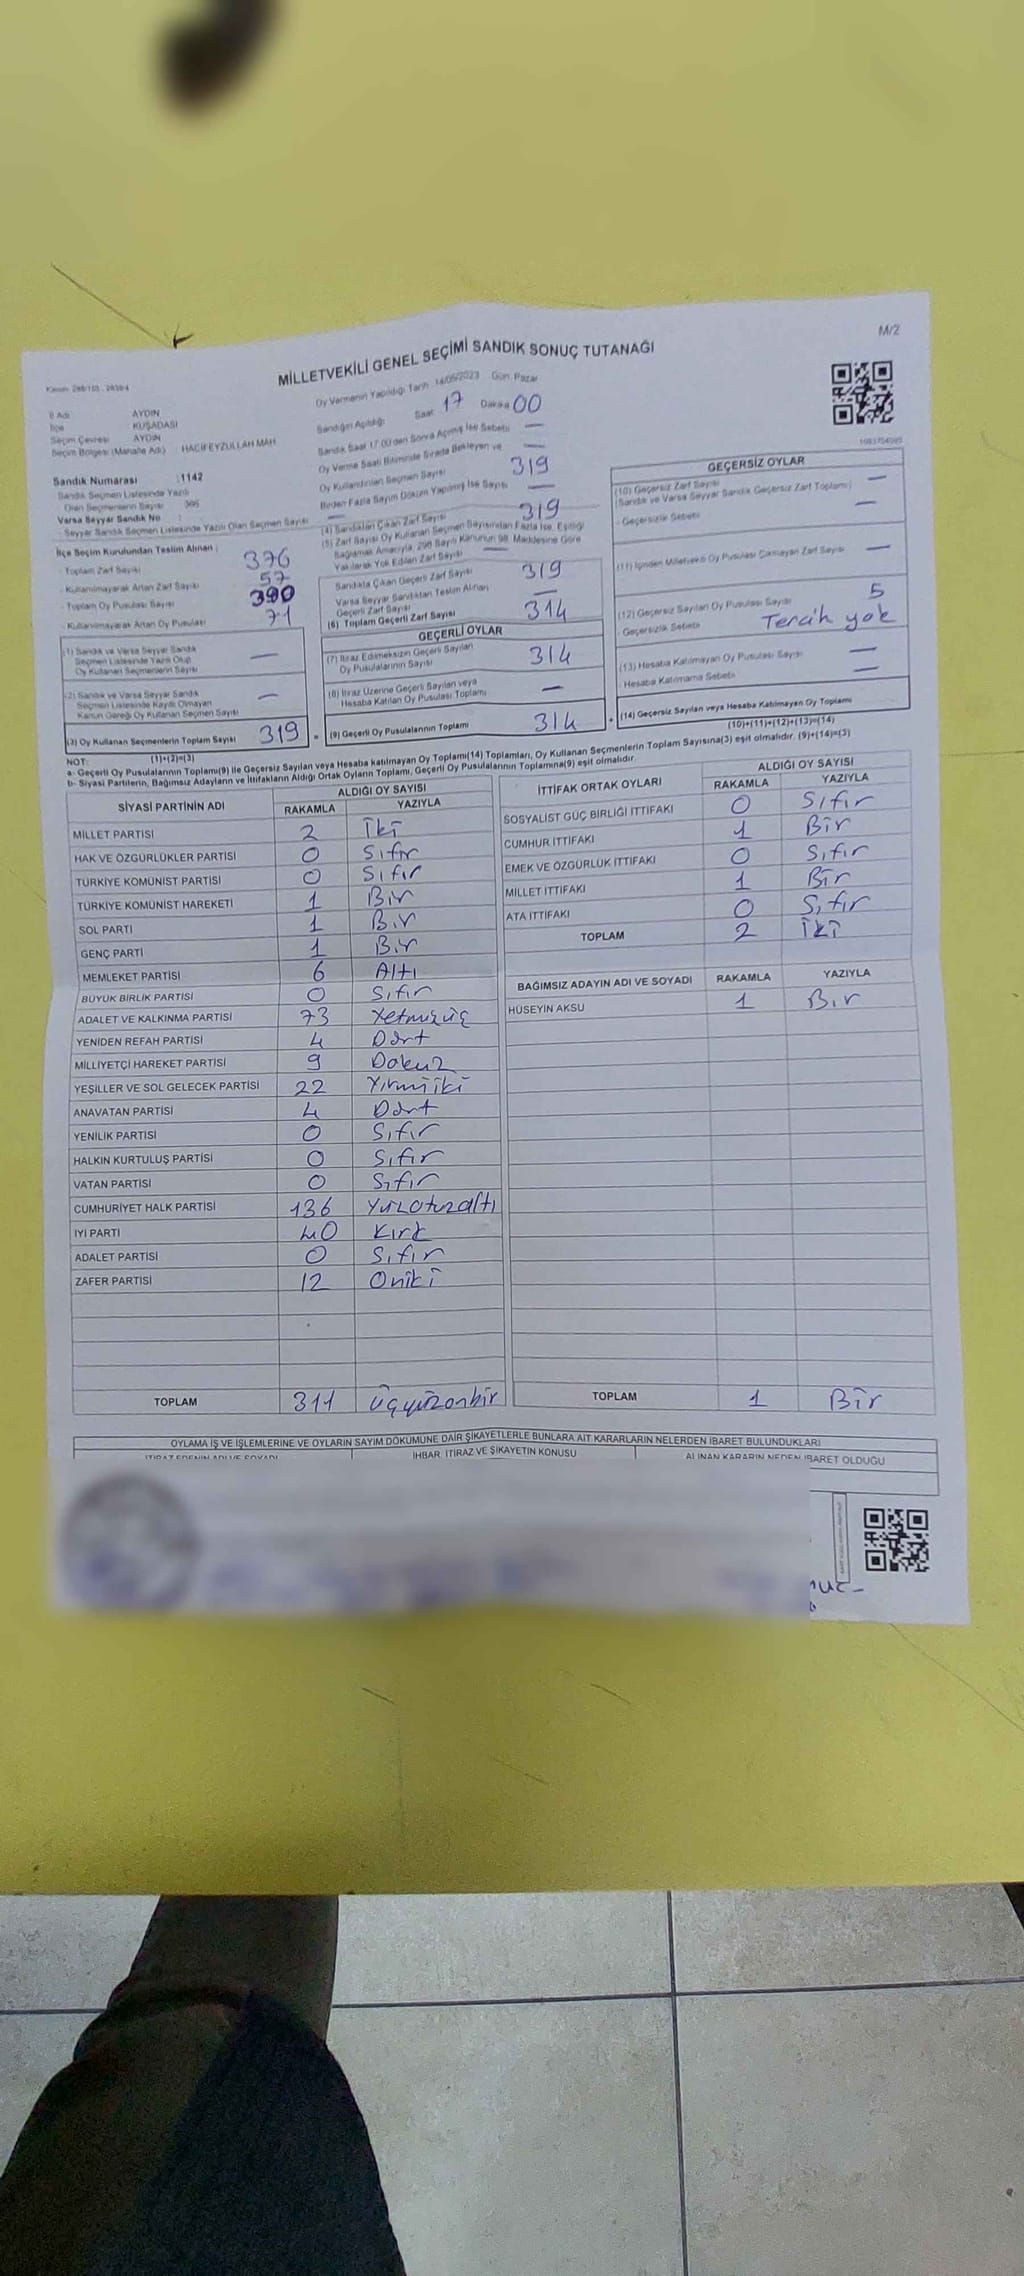 M/2
MİLLETVEKİLİ GENEL SEÇİMİ SANDIK SONUÇ TUTANAĞI
Oy Vermenin Yapıldığı Tarih 14/05/2023 Gün: Pazar
İl Adı AYDIN
İlçe KUŞADASI
Seçim Çevresi AYDIN
Seçim Bölgesi (Mahalle Adı) : HACIFEYZULLAH MAH
Sandık Numarası :1142
Sandık Seçmen Listesinde Yazılı
Olan Seçmenlerin Sayısı
Varsa Seyyar Sandık No :
- Seyyar Sandık Seçmen Listesinde Yazılı Olan Seçmen Sayısı —
İlçe Seçim Kurulundan Teslim Alınan :
- Toplam Zarf Sayısı 376
- Kullanılmayarak Artan Zarf Sayısı 57
- Toplam Oy Pusulası Sayısı 390
- Kullanılmayarak Artan Oy Pusulası 71
(1) Sandık ve Varsa Seyyar Sandık
Seçmen Listesinde Yazılı Olup
Oy Kullanan Seçmenlerin Sayısı —
(2) Sandık ve Varsa Seyyar Sandık
Seçmen Listesinde Kayıtlı Olmayan
Kanun Gereği Oy Kullanan Seçmen Sayısı —
(3) Oy Kullanan Seçmenlerin Toplam Sayısı 319
(1)+(2)=(3)
Sandığın Açıldığı Saat 17 Dakika 00
Sandık Saat 17.00'den Sonra Açılmış İse Sebebi —
Oy Verme Saati Bitiminde Sırada Bekleyen ve —
Oy Kullandırılan Seçmen Sayısı 319
Birden Fazla Sayım Döküm Yapılmış İse Sayısı —
(4) Sandıktan Çıkan Zarf Sayısı 319
(5) Zarf Sayısı Oy Kullanan Seçmen Sayısından Fazla İse, Eşitliği
Sağlamak Amacıyla, 298 Sayılı Kanunun 98. Maddesine Göre
Yakılarak Yok Edilen Zarf Sayısı —
Sandıkta Çıkan Geçerli Zarf Sayısı 319
Varsa Seyyar Sandıktan Teslim Alınan
Geçerli Zarf Sayısı —
(6) Toplam Geçerli Zarf Sayısı 314
GEÇERLİ OYLAR
(7) İtiraz Edilmeksizin Geçerli Sayılan
Oy Pusulalarının Sayısı 314
(8) İtiraz Üzerine Geçerli Sayılan veya
Hesaba Katılan Oy Pusulası Toplamı —
(9) Geçerli Oy Pusulalarının Toplamı 314
GEÇERSİZ OYLAR
(10) Geçersiz Zarf Sayısı
(Sandık ve Varsa Seyyar Sandık Geçersiz Zarf Toplamı) —
- Geçersizlik Sebebi —
(11) İçinden Milletvekili Oy Pusulası Çıkmayan Zarf Sayısı —
(12) Geçersiz Sayılan Oy Pusulası Sayısı 5
- Geçersizlik Sebebi Tercih yok
(13) Hesaba Katılmayan Oy Pusulası Sayısı —
- Hesaba Katılmama Sebebi —
(14) Geçersiz Sayılan veya Hesaba Katılmayan Oy Toplamı
(10)+(11)+(12)+(13)=(14)
NOT:
a- Geçerli Oy Pusulalarının Toplamı(9) ile Geçersiz Sayılan veya Hesaba katılmayan Oy Toplamı(14) Toplamları, Oy Kullanan Seçmenlerin Toplam Sayısına(3) eşit olmalıdır. (9)+(14)=(3)
b- Siyasi Partilerin, Bağımsız Adayların ve İttifakların Aldığı Ortak Oyların Toplamı, Geçerli Oy Pusulalarının Toplamına(9) eşit olmalıdır.
SİYASİ PARTİNİN ADI ALDIĞI OY SAYISI
RAKAMLA YAZIYLA
MİLLET PARTİSİ 2 İki
HAK VE ÖZGÜRLÜKLER PARTİSİ 0 Sıfır
TÜRKİYE KOMÜNİST PARTİSİ 0 Sıfır
TÜRKİYE KOMÜNİST HAREKETİ 1 Bir
SOL PARTİ 1 Bir
GENÇ PARTİ 1 Bir
MEMLEKET PARTİSİ 6 Altı
BÜYÜK BİRLİK PARTİSİ 0 Sıfır
ADALET VE KALKINMA PARTİSİ 73 Yetmişüç
YENİDEN REFAH PARTİSİ 4 Dört
MİLLİYETÇİ HAREKET PARTİSİ 9 Dokuz
YEŞİLLER VE SOL GELECEK PARTİSİ 22 Yirmiiki
ANAVATAN PARTİSİ 4 Dört
YENİLİK PARTİSİ 0 Sıfır
HALKIN KURTULUŞ PARTİSİ 0 Sıfır
VATAN PARTİSİ 0 Sıfır
CUMHURİYET HALK PARTİSİ 136 Yüzotuzaltı
İYİ PARTİ 40 Kırk
ADALET PARTİSİ 0 Sıfır
ZAFER PARTİSİ 12 Oniki
TOPLAM 311 üçyüzonbir
İTTİFAK ORTAK OYLARI ALDIĞI OY SAYISI
RAKAMLA YAZIYLA
SOSYALİST GÜÇ BİRLİĞİ İTTİFAKI 0 Sıfır
CUMHUR İTTİFAKI 1 Bir
EMEK VE ÖZGÜRLÜK İTTİFAKI 0 Sıfır
MİLLET İTTİFAKI 1 Bir
ATA İTTİFAKI 0 Sıfır
TOPLAM 2 İki
BAĞIMSIZ ADAYIN ADI VE SOYADI RAKAMLA YAZIYLA
HÜSEYİN AKSU 1 Bir
TOPLAM 1 Bir
OYLAMA İŞ VE İŞLEMLERİNE VE OYLARIN SAYIM DÖKÜMÜNE DAİR ŞİKAYETLERLE BUNLARA AİT KARARLARIN NELERDEN İBARET BULUNDUKLARI
İTİRAZ EDENİN ADI VE SOYADI İHBAR, İTİRAZ VE ŞİKAYETİN KONUSU ALINAN KARARIN NEDEN İBARET OLDUĞU